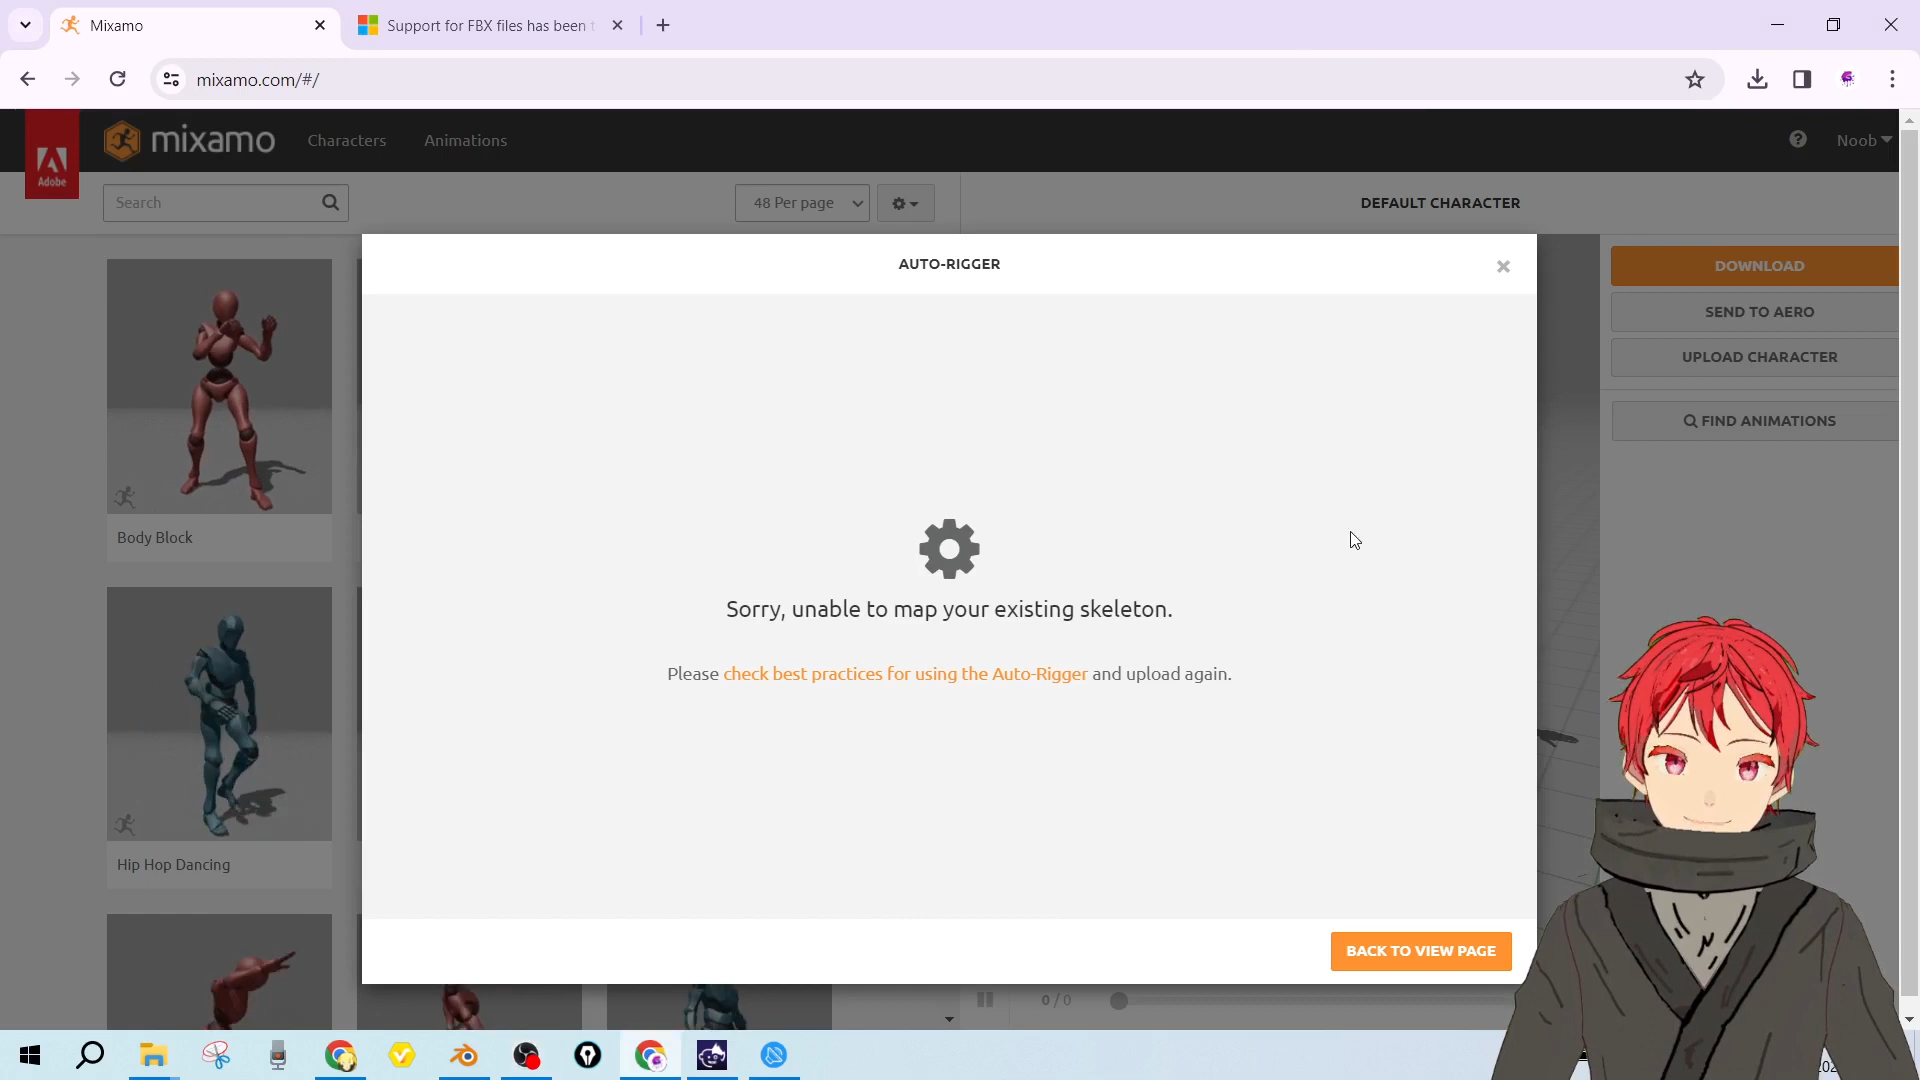 Mixamo
Support for FBX files has been t
mixamo.com/#/
Adobe
mixamo
Characters
Animations
Noob
Search
48 Per page
DEFAULT CHARACTER
AUTO-RIGGER
DOWNLOAD
SEND TO AERO
UPLOAD CHARACTER
FIND ANIMATIONS
Body Block
Sorry, unable to map your existing skeleton.
Please check best practices for using the Auto-Rigger and upload again.
Hip Hop Dancing
BACK TO VIEW PAGE
0 / 0